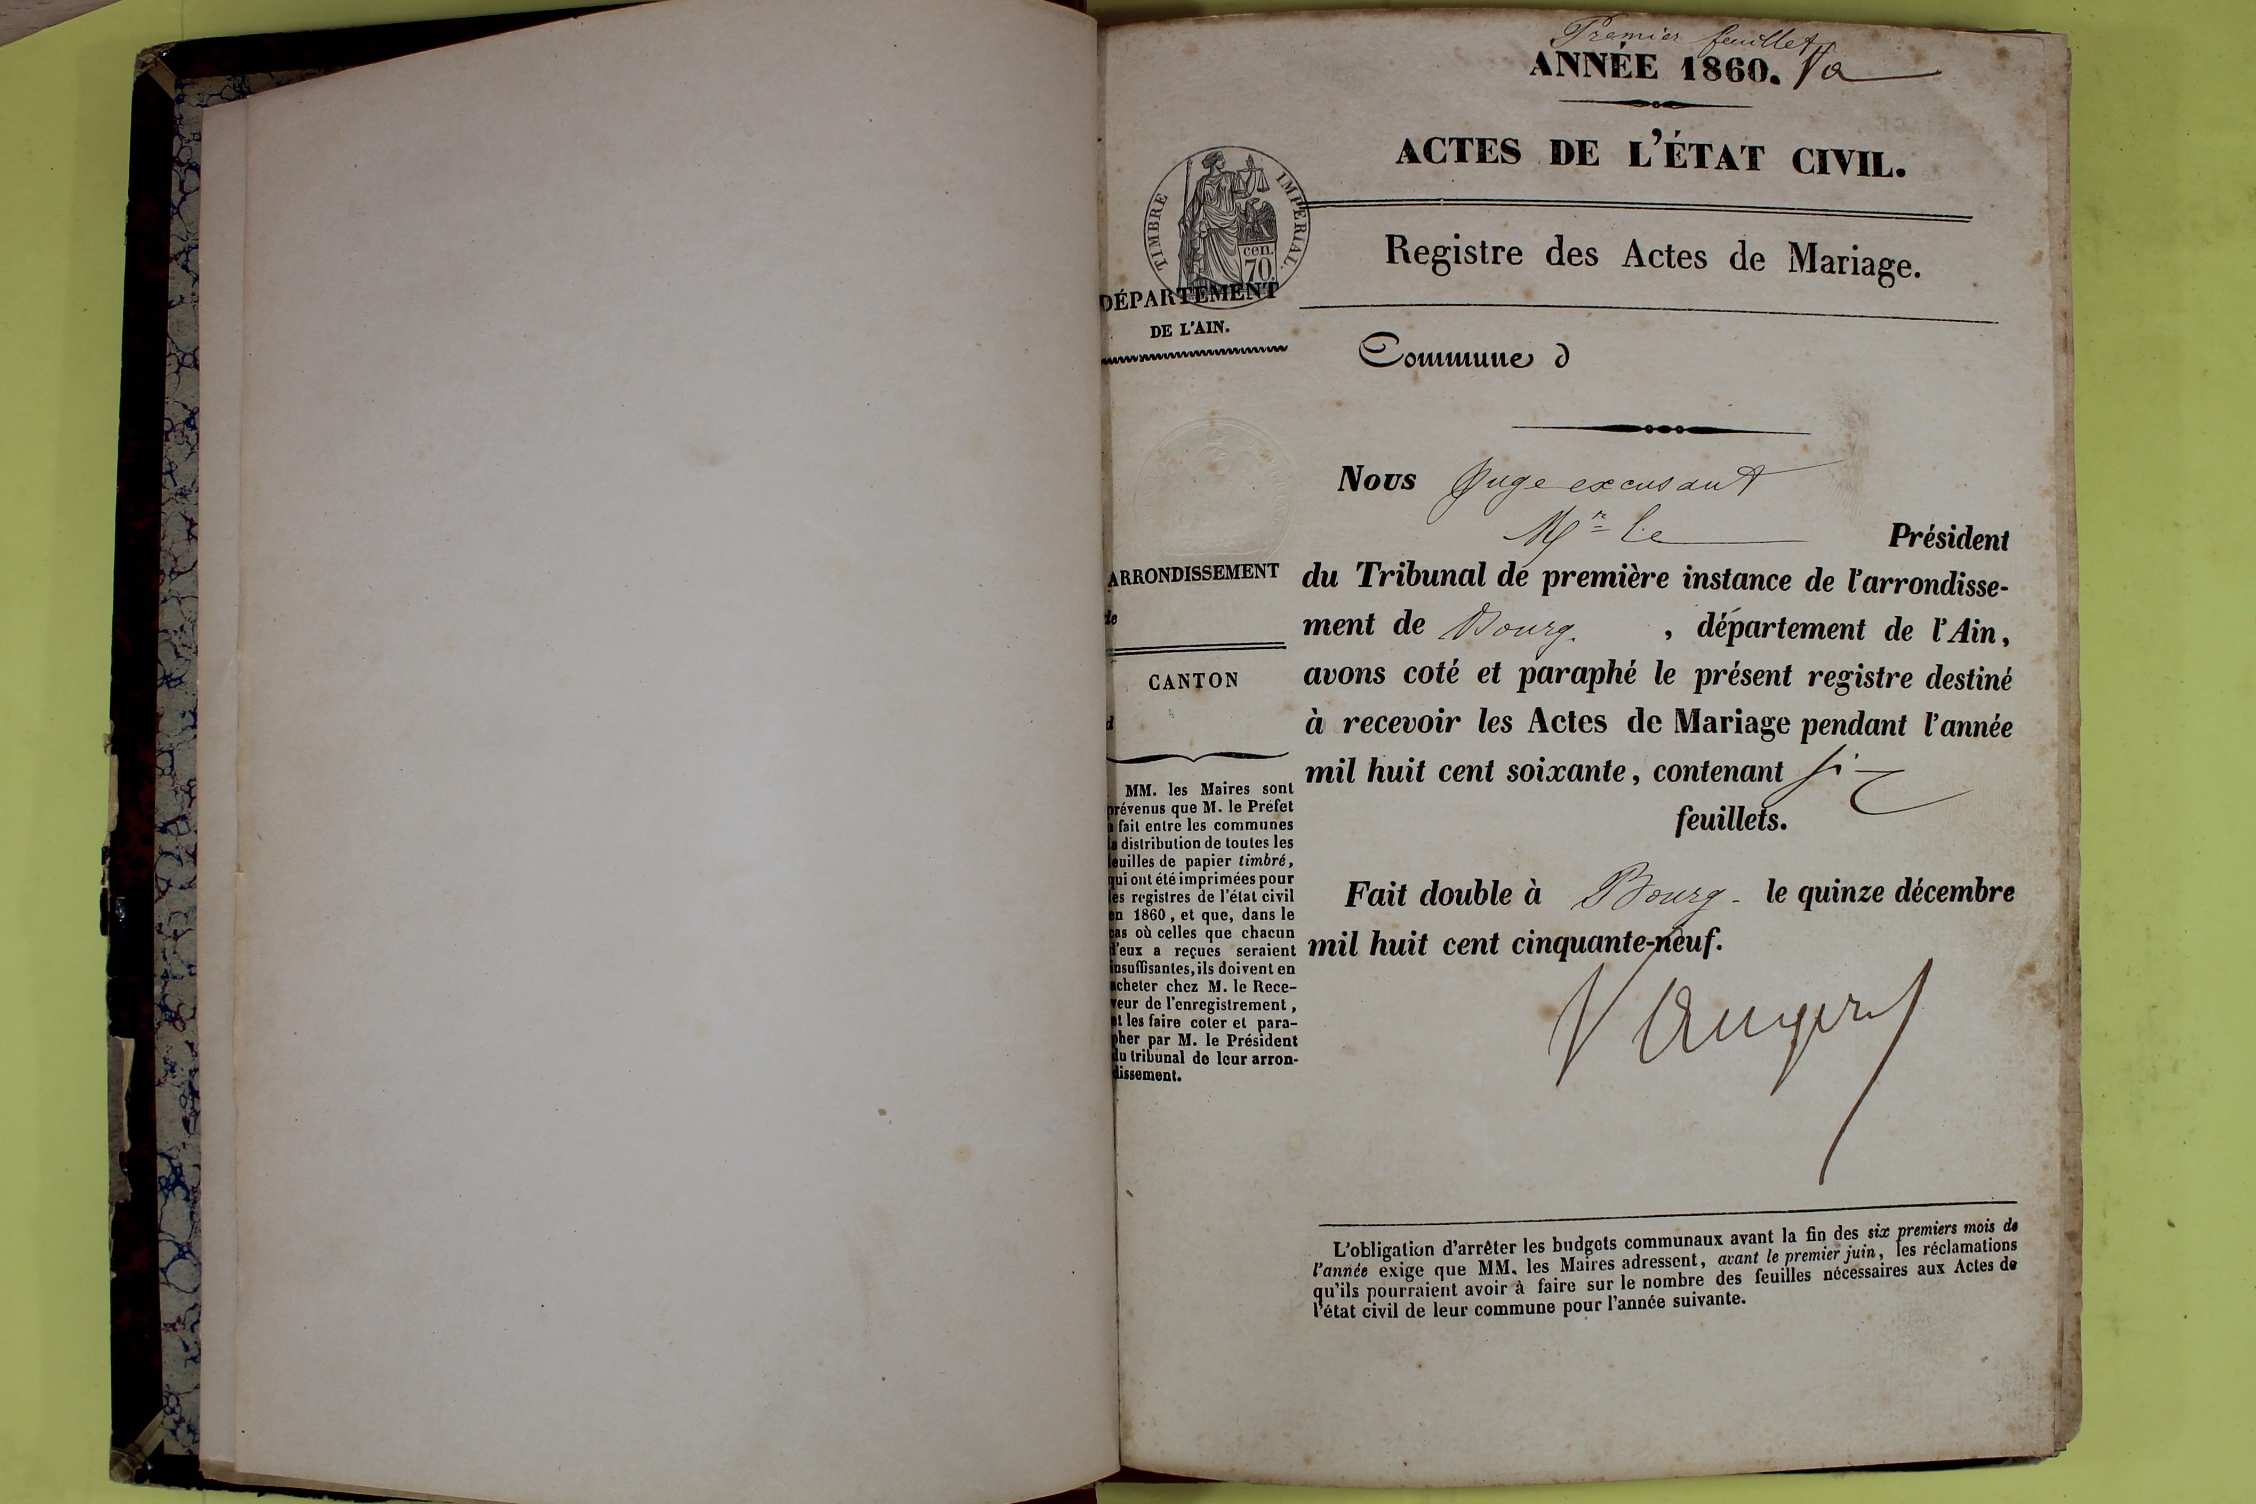 Premier feuillet
ANNÉE 1860.
ACTES DE L'ÉTAT CIVIL.
TIMBRE IMPÉRIAL.
cen.
70.
Registre des Actes de Mariage.
DÉPARTEMENT
DE L'AIN.
Commune d
Nous Juge excusant
Mr le Président
ARRONDISSEMENT
de
du Tribunal de première instance de l'arrondisse-
ment de Bourg , département de l'Ain,
CANTON
d
avons coté et paraphé le présent registre destiné
à recevoir les Actes de Mariage pendant l'année
mil huit cent soixante, contenant six
feuillets.
Fait double à Bourg - le quinze décembre
mil huit cent cinquante-neuf.
MM. les Maires sont
prévenus que M. le Préfet
a fait entre les communes
la distribution de toutes les
feuilles de papier timbré,
qui ont été imprimées pour
les registres de l'état civil
en 1860, et que, dans le
cas où celles que chacun
d'eux a reçues seraient
insuffisantes, ils doivent en
acheter chez M. le Rece-
veur de l'enregistrement,
et les faire coter et para-
pher par M. le Président
du tribunal de leur arron-
dissement.
L'obligation d'arrêter les budgets communaux avant la fin des six premiers mois de
l'année exige que MM. les Maires adressent, avant le premier juin, les réclamations
qu'ils pourraient avoir à faire sur le nombre des feuilles nécessaires aux Actes de
l'état civil de leur commune pour l'année suivante.